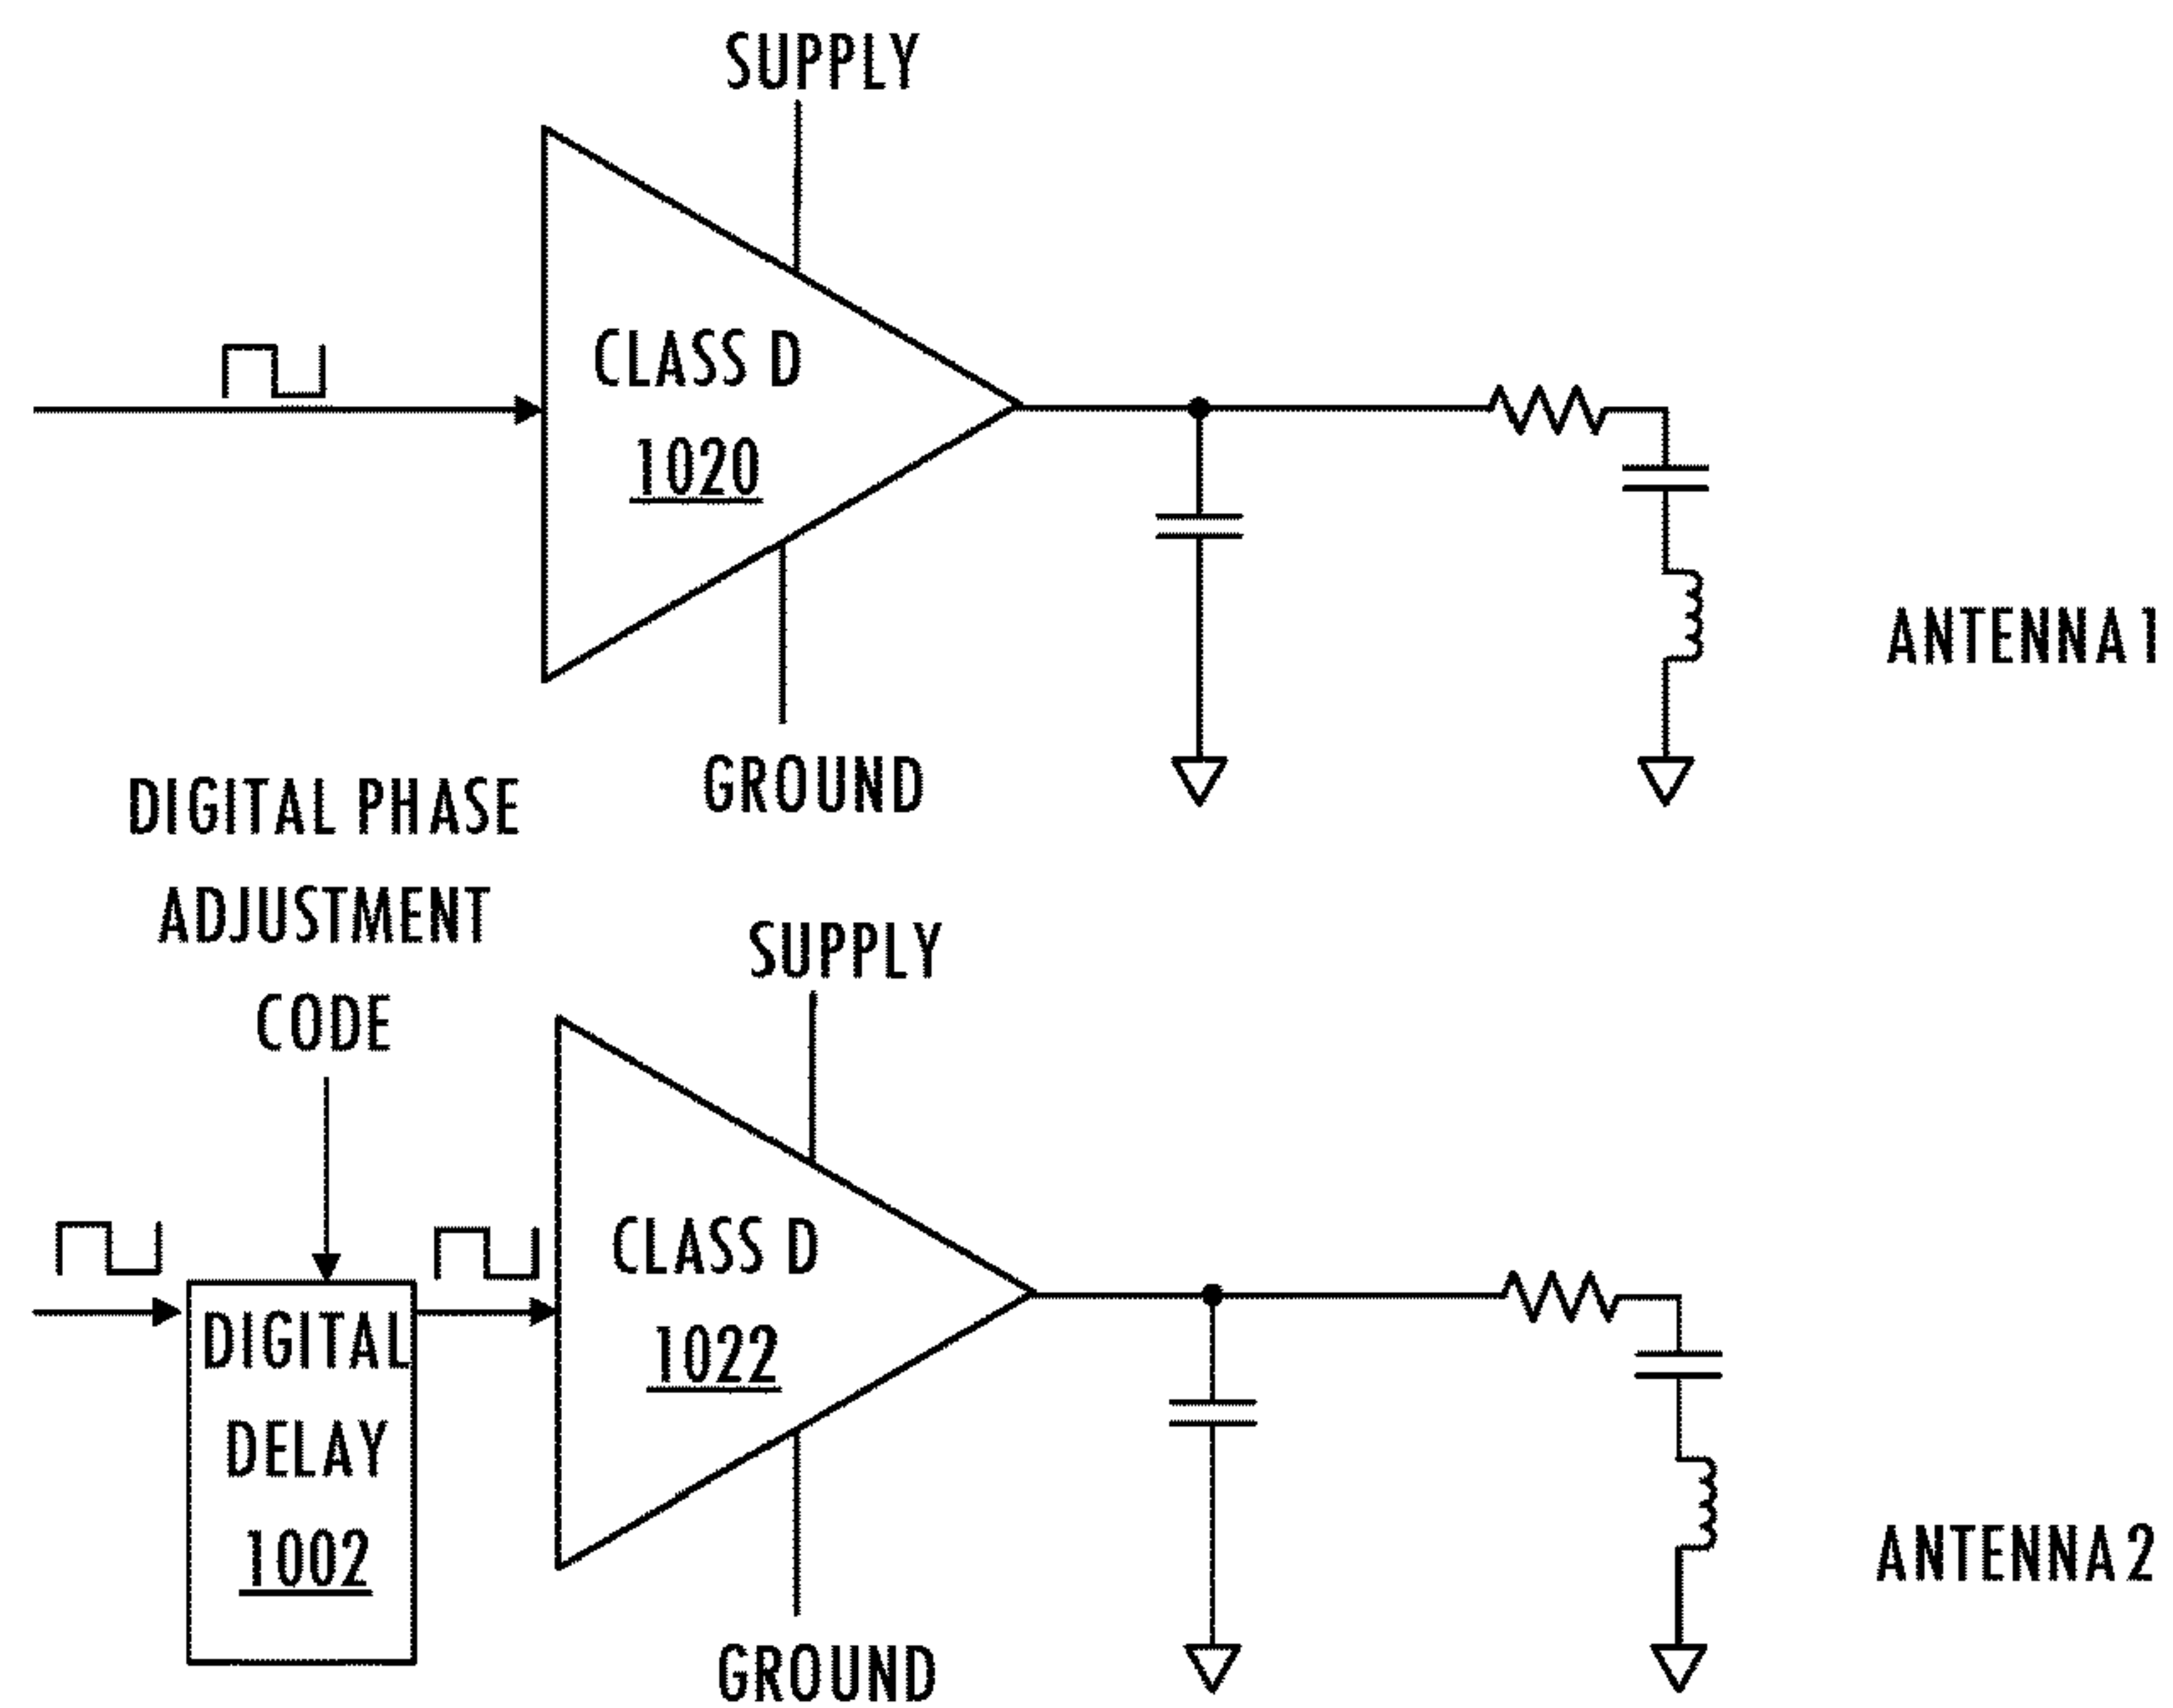 SUPPLY
CLASS D
1020
ANTENNA 1
GROUND
DIGITAL PHASE
ADJUSTMENT
CODE
SUPPLY
CLASS D
1022
DIGITAL
DELAY
1002
ANTENNA 2
GROUND